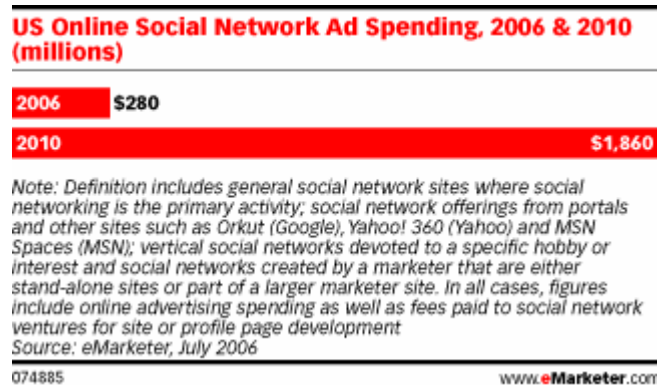 US Online Social Network Ad Spending, 2006 & 2010
(millions)
2006 $280
2010 $1,860
Note: Definition includes general social network sites where social
networking is the primary activity; social network offerings from portals
and other sites such as Orkut (Google), Yahoo! 360 (Yahoo) and MSN
Spaces (MSN); vertical social networks devoted to a specific hobby or
interest and social networks created by a marketer that are either
stand-alone sites or part of a larger marketer site. In all cases, figures
include online advertising spending as well as fees paid to social network
ventures for site or profile page development
Source: eMarketer, July 2006
074885 www.eMarketer.com